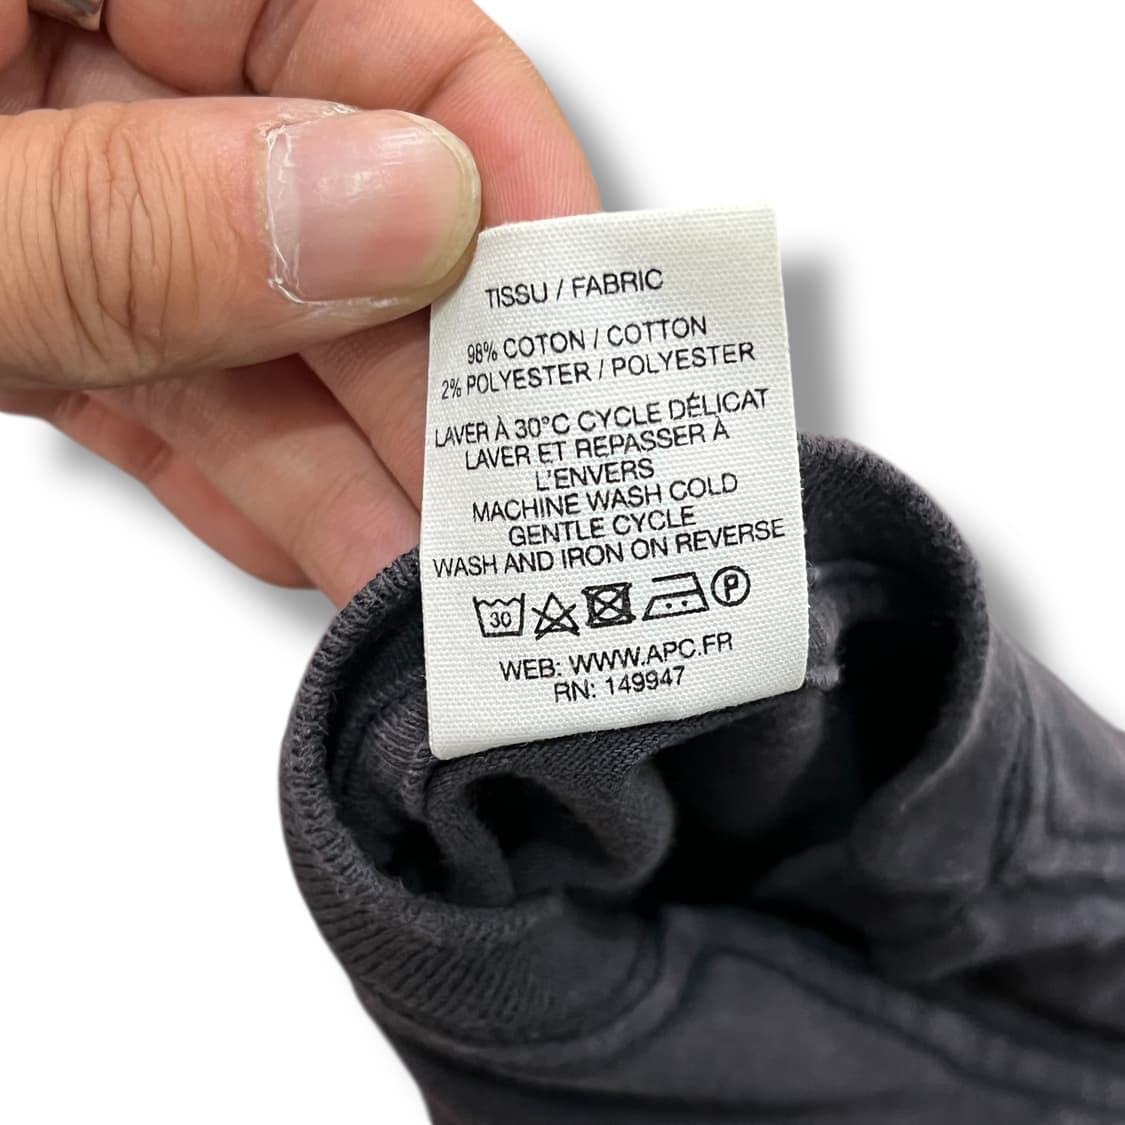 TISSU / FABRIC
98% COTON / COTTON
2% POLYESTER / POLYESTER
LAVER À 30°C CYCLE DÉLICAT
LAVER ET REPASSER À
L'ENVERS
MACHINE WASH COLD
GENTLE CYCLE
WASH AND IRON ON REVERSE
30 P
WEB: WWW.APC.FR
RN: 149947